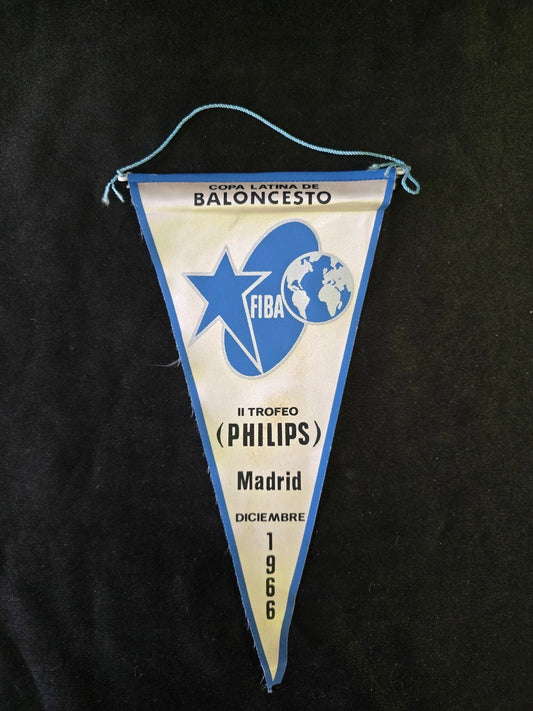 COPA LATINA DE
BALONCESTO
FIBA
II TROFEO
(PHILIPS)
Madrid
DICIEMBRE
1
9
6
6